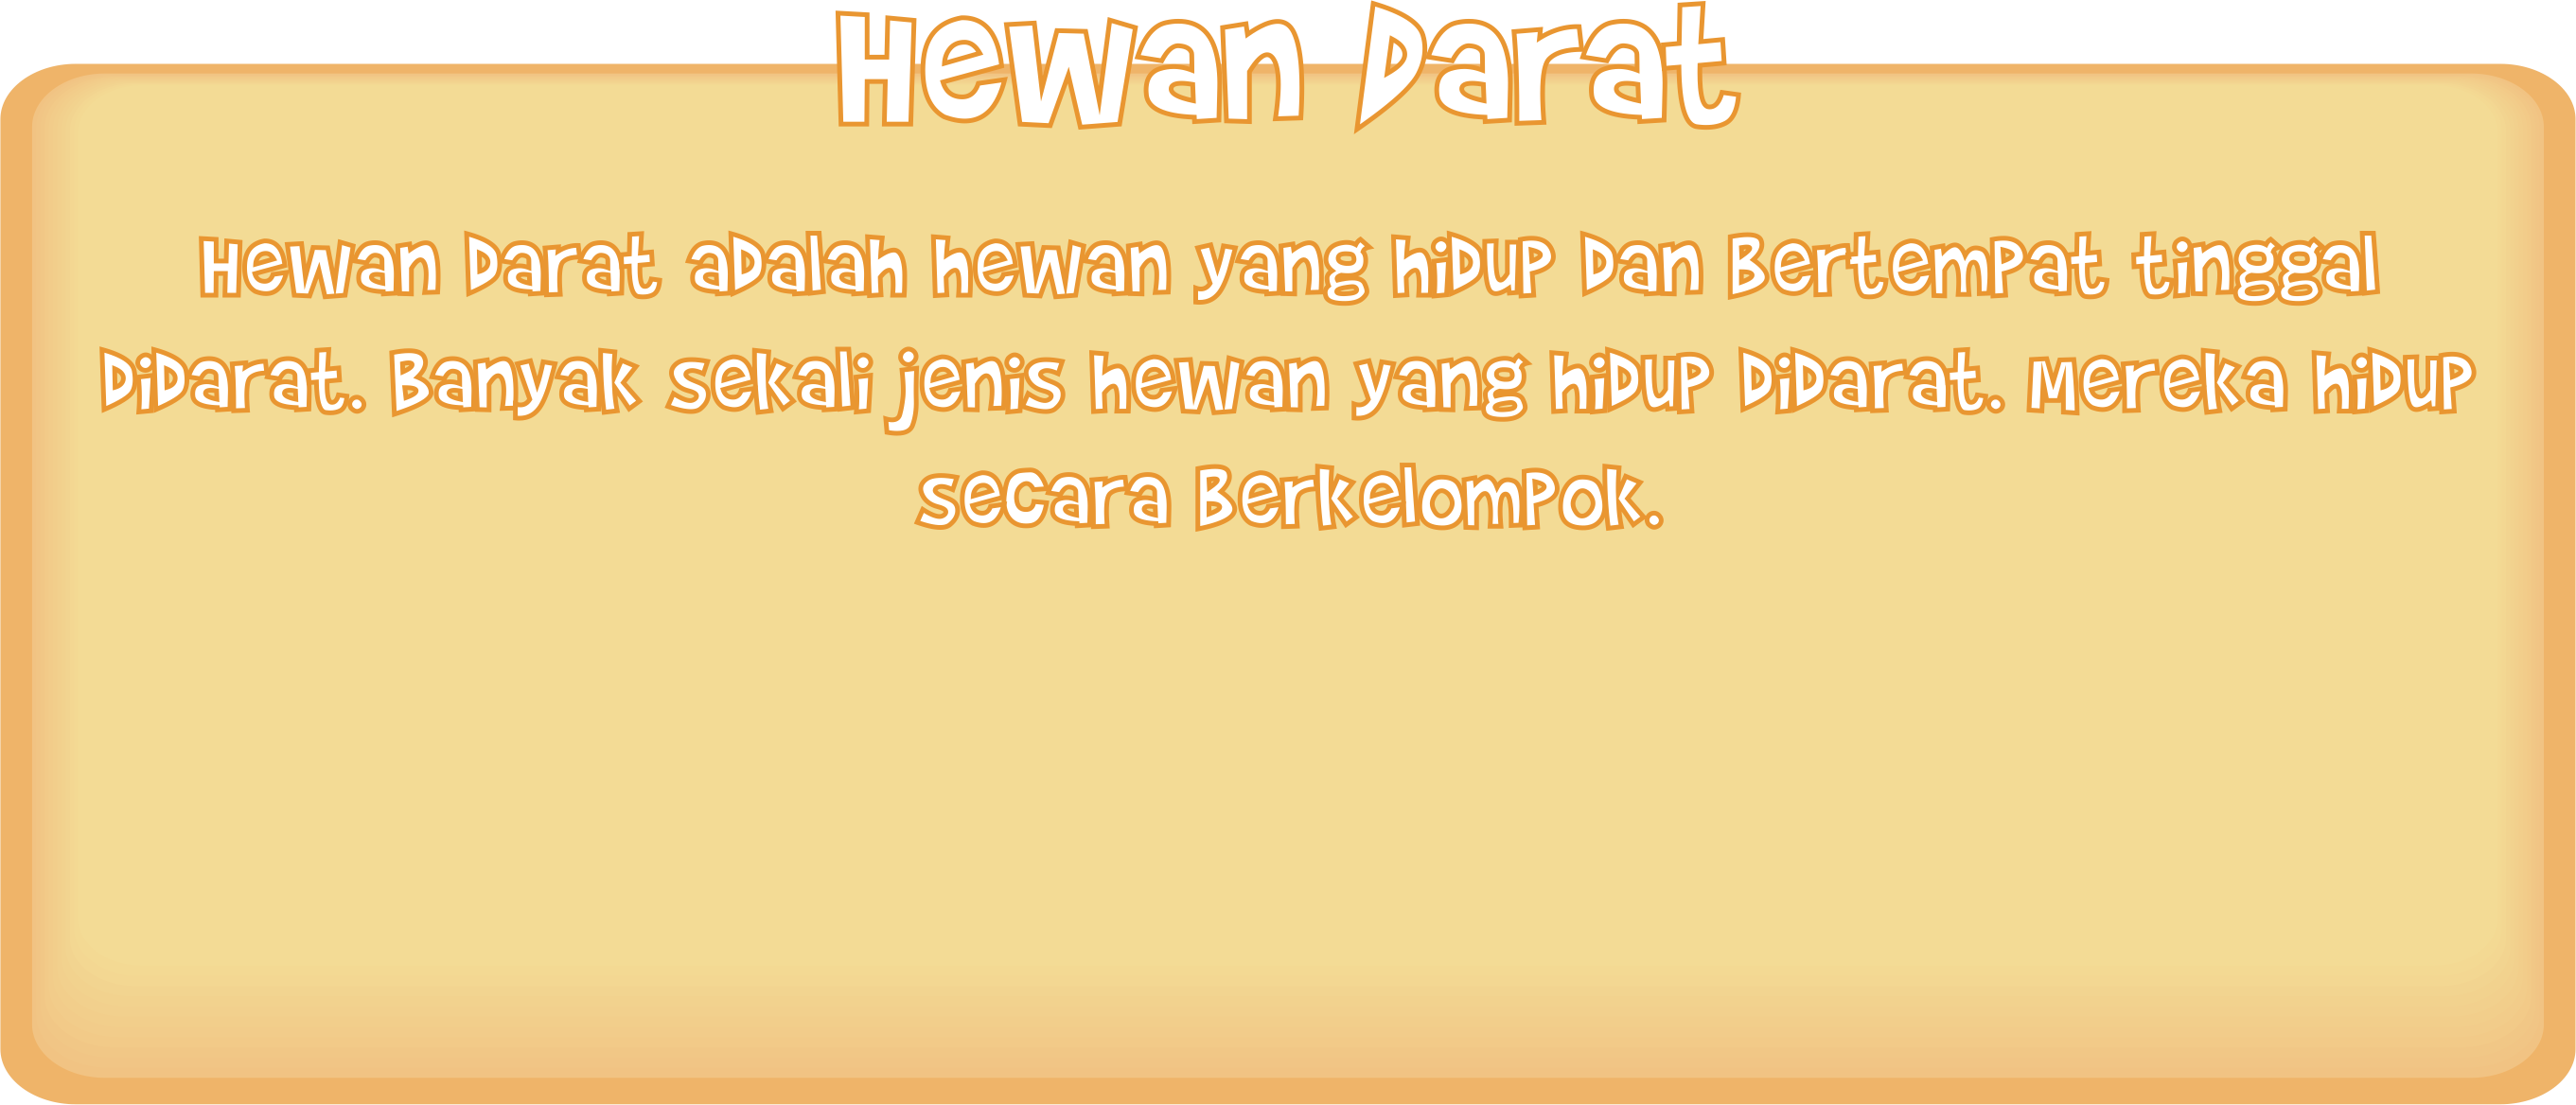 Hewan Darat
Hewan Darat adalah hewan yang hidup dan bertempat tinggal
didarat. Banyak sekali jenis hewan yang hidup didarat. Mereka hidup
secara berkelompok.